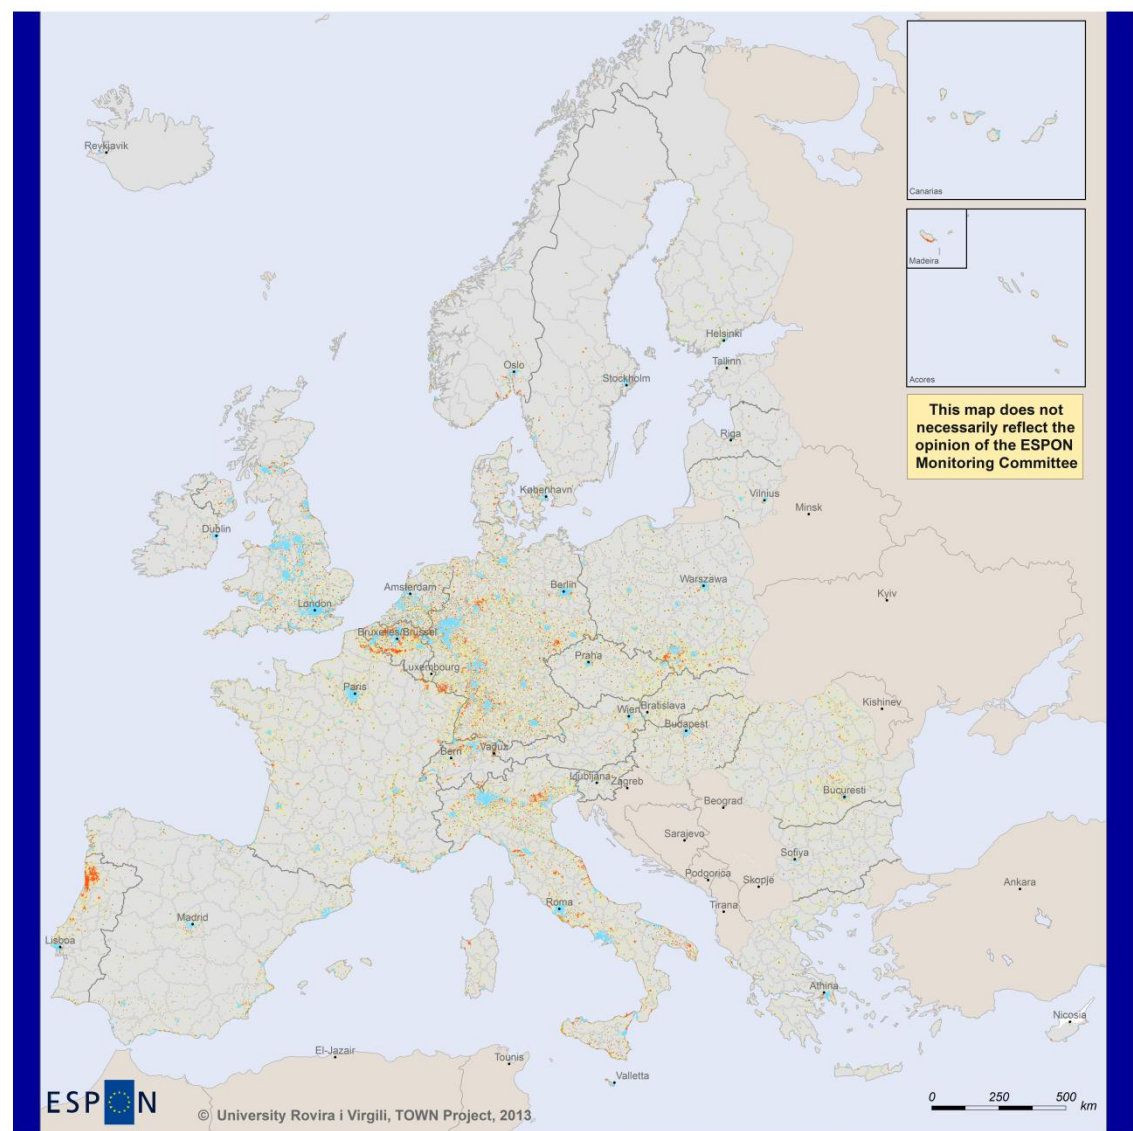 Canarias
Reykjavik
Madeira
Acores
Helsinki
Tallinn
Oslo
Stockholm
This map does not
necessarily reflect the
opinion of the ESPON
Monitoring Committee
Riga
København
Vilnius
Minsk
Dublin
Amsterdam
Berlin
Warszawa
Kyiv
London
Bruxelles/Brussel
Praha
Luxembourg
Paris
Wien
Bratislava
Kishinev
Budapest
Bern
Vaduz
Ljubljana
Zagreb
Bucuresti
Beograd
Sarajevo
Sofiya
Podgorica
Skopje
Ankara
Roma
Tirana
Madrid
Lisboa
Athina
Nicosia
El-Jazair
Tounis
Valletta
ESPON
© University Rovira i Virgili, TOWN Project, 2013
0 250 500
km